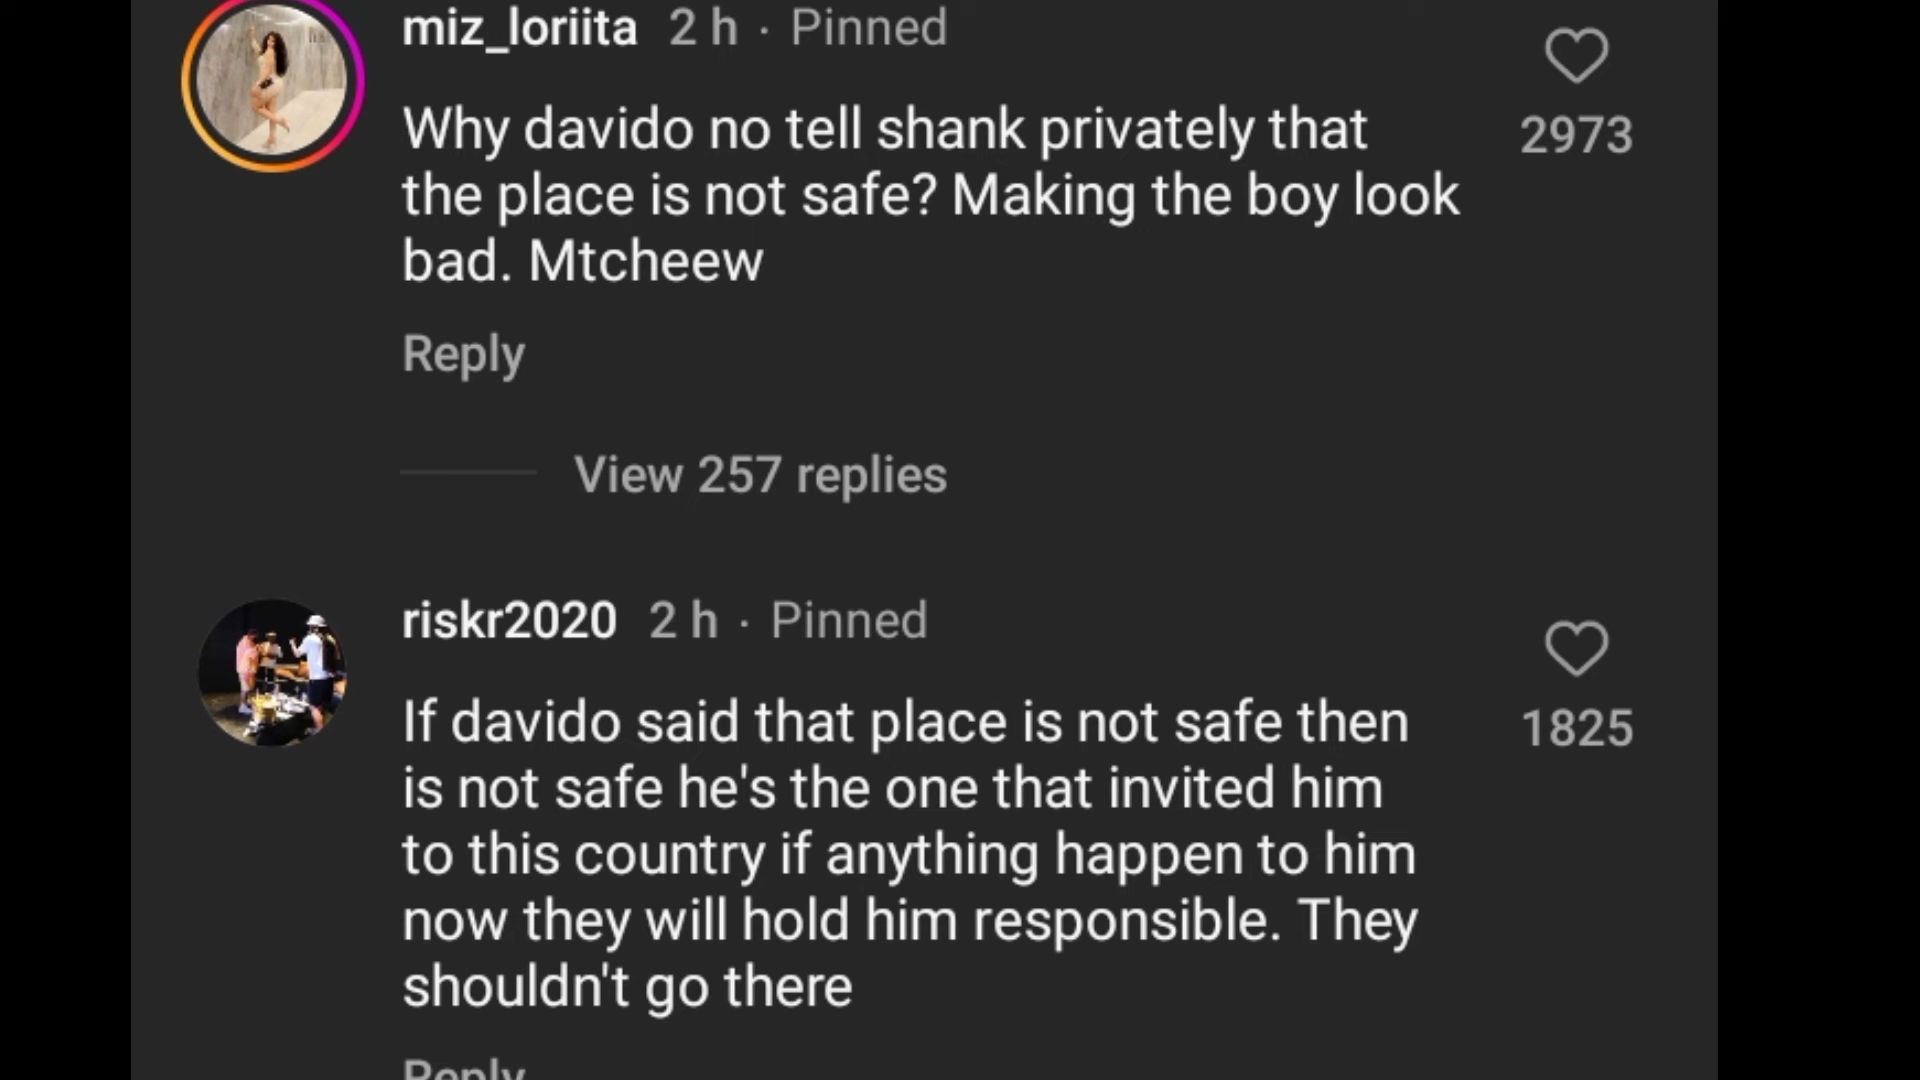 miz_loriita 2 h · Pinned
Why davido no tell shank privately that
the place is not safe? Making the boy look
bad. Mtcheew
2973
Reply
View 257 replies
riskr2020 2 h · Pinned
If davido said that place is not safe then
is not safe he's the one that invited him
to this country if anything happen to him
now they will hold him responsible. They
shouldn't go there
1825
Reply